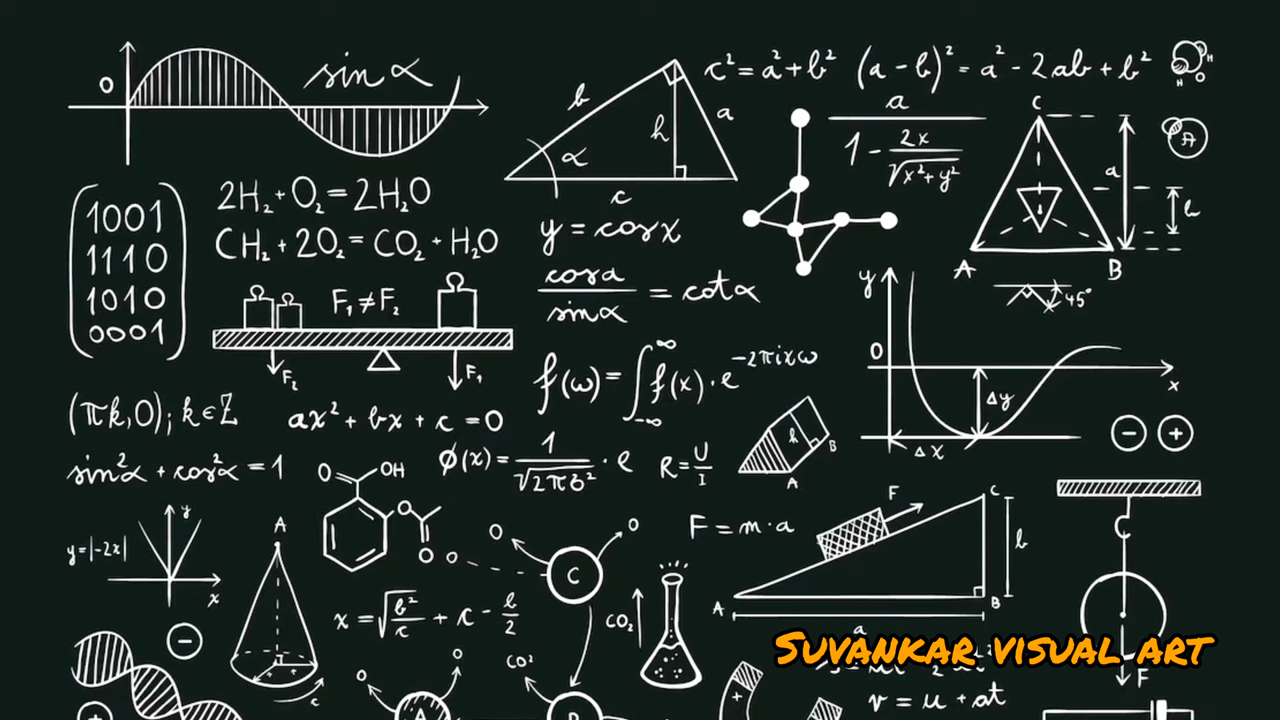 sin α
0
c² = a² + b² (a - b)² = a² - 2ab + b²
b
a
h
α
c
a
1 - 2x
√x² + y²
H
H
O
A
C
a
b
A
B
45°
1001
1110
1010
0001
2H₂ + O₂ = 2H₂O
CH₂ + 2O₂ = CO₂ + H₂O
y = cos x
cos α
sin α
= cot α
F₁ ≠ F₂
F₂
F₁
f(ω) = ∫ f(x) · e^-2πixω
∞
-∞
y
0
x
Δy
Δx
(πk, 0); k ∈ Z
ax² + bx + c = 0
sin²α + cos²α = 1
φ(x) = 1
√2πσ²
· e
R = U
I
h
B
A
O
OH
O
O
y = |-2x|
y
x
A
F = m · a
F
C
b
A
B
a
O
O
O
C
CO₂
x = √b²
c
+ c - b
2
r
c
CO²
O
O
A
B
F
SUVANKAR VISUAL ART
v = u + at